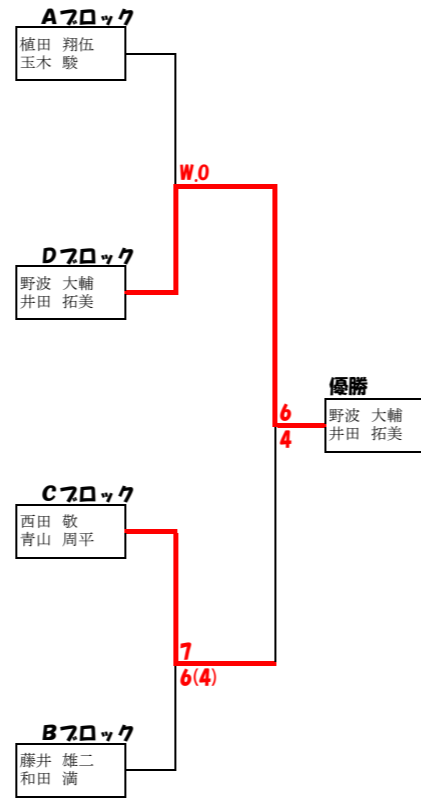 Aブロック
植田 翔伍
玉木 駿
W.O
Dブロック
野波 大輔
井田 拓美
優勝
6
4
野波 大輔
井田 拓美
Cブロック
西田 敬
青山 周平
7
6(4)
Bブロック
藤井 雄二
和田 満